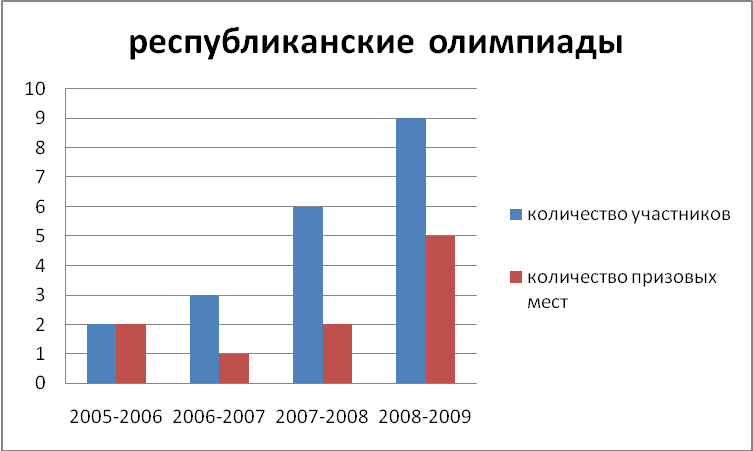 республиканские олимпиады
10
9
8
7
6
5
4
3
2
1
0
2005-2006 2006-2007 2007-2008 2008-2009
количество участников
количество призовых
мест